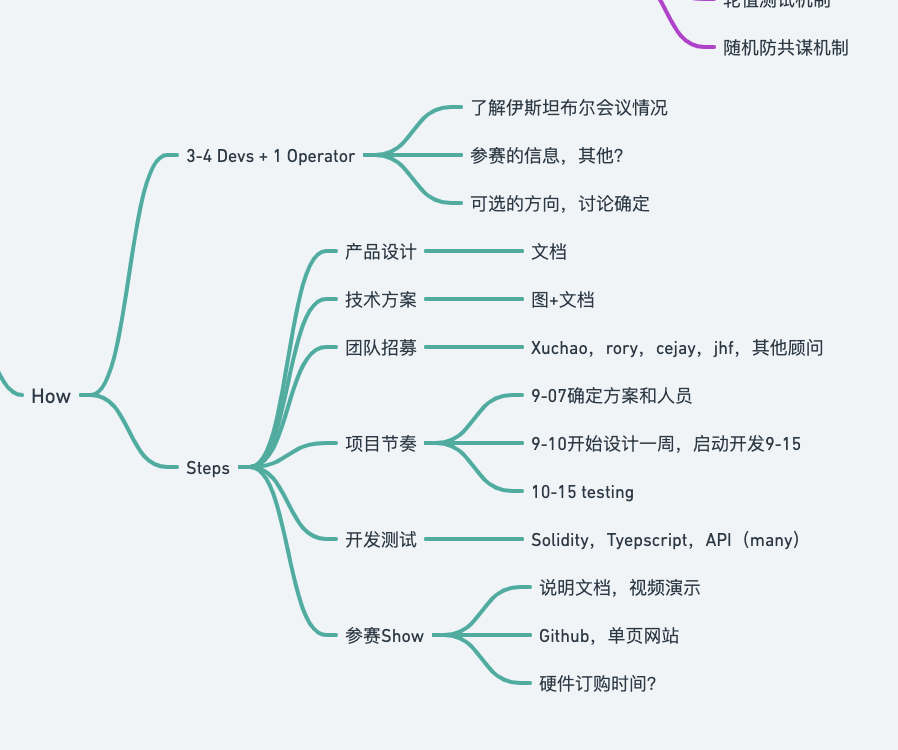 轮值测试机制
随机防共谋机制
了解伊斯坦布尔会议情况
3-4 Devs + 1 Operator
参赛的信息，其他？
可选的方向，讨论确定
产品设计
文档
技术方案
图+文档
团队招募
Xuchao，rory，cejay，jhf，其他顾问
How
9-07确定方案和人员
项目节奏
9-10开始设计一周，启动开发9-15
Steps
10-15 testing
开发测试
Solidity，Tyepscript，API（many）
说明文档，视频演示
参赛Show
Github，单页网站
硬件订购时间？